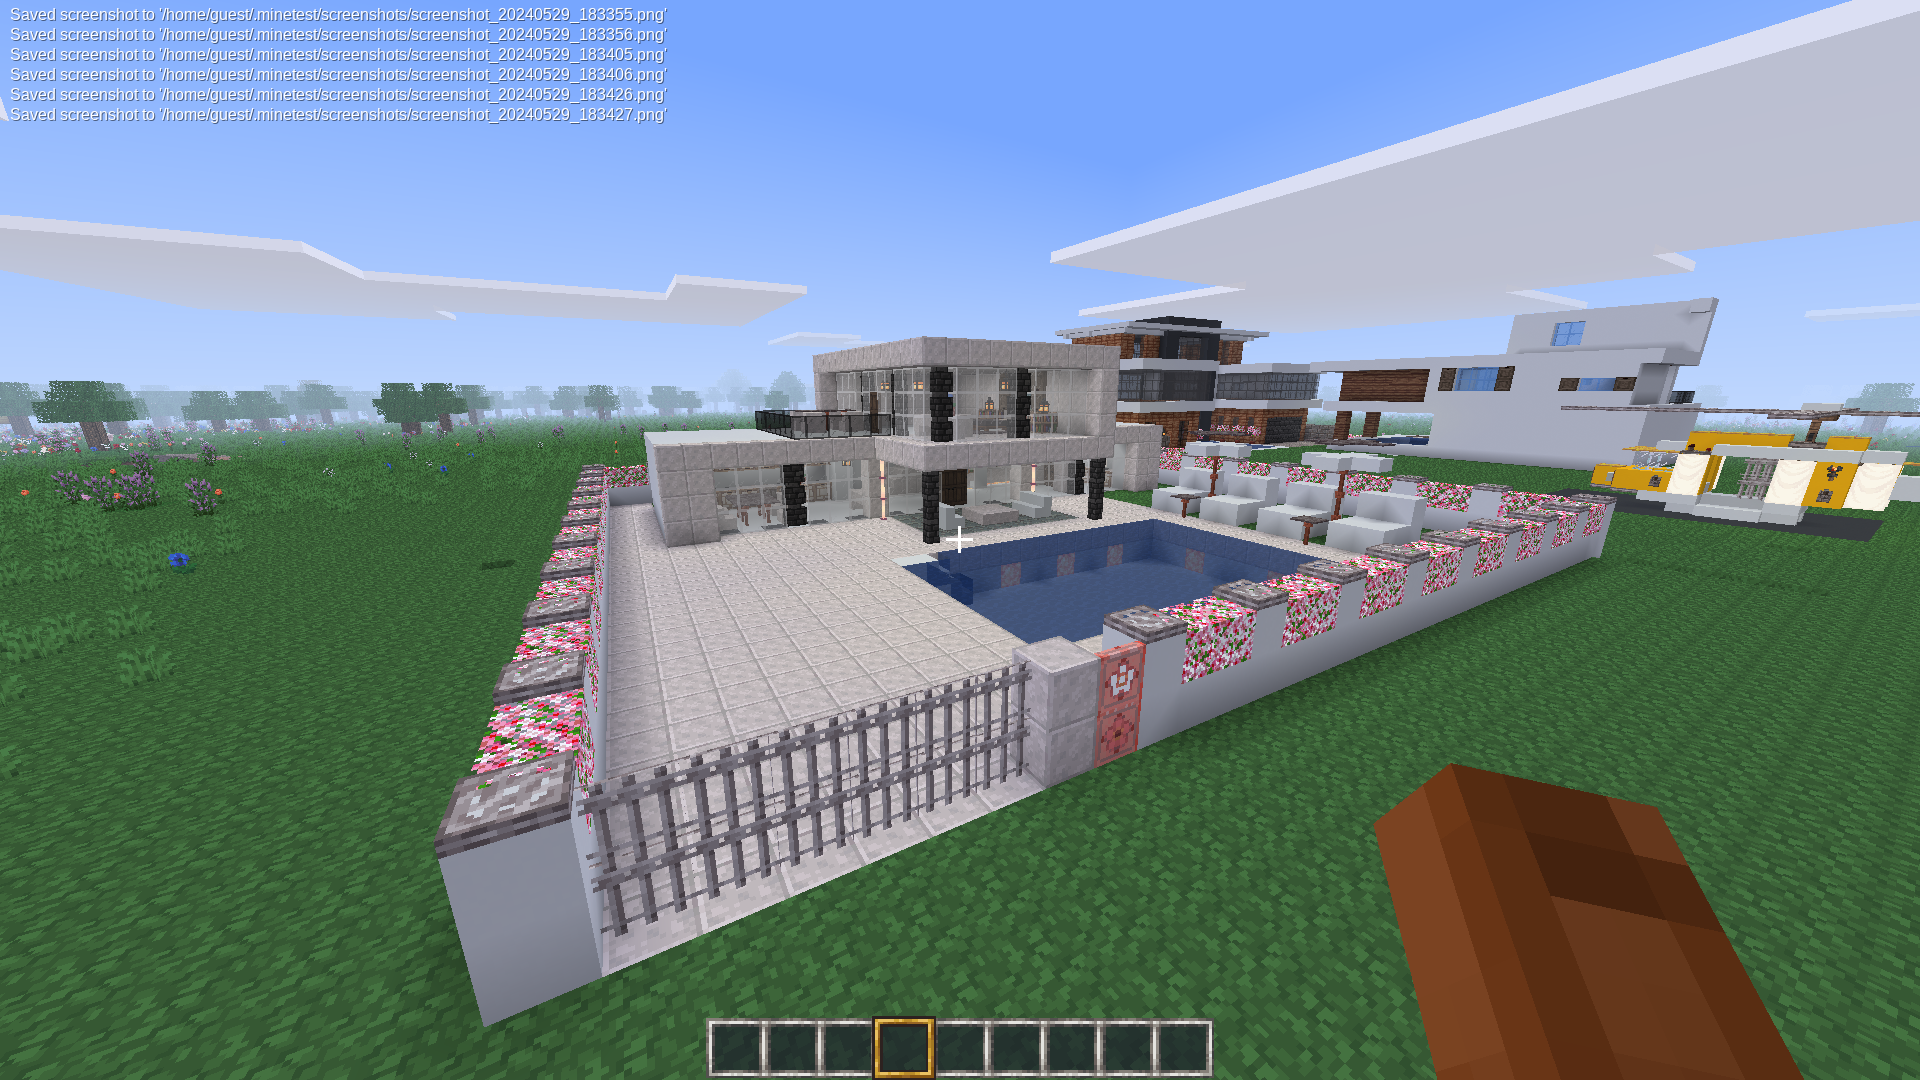 Saved screenshot to '/home/guest/.minetest/screenshots/screenshot_20240529_183355.png'
Saved screenshot to '/home/guest/.minetest/screenshots/screenshot_20240529_183356.png'
Saved screenshot to '/home/guest/.minetest/screenshots/screenshot_20240529_183405.png'
Saved screenshot to '/home/guest/.minetest/screenshots/screenshot_20240529_183406.png'
Saved screenshot to '/home/guest/.minetest/screenshots/screenshot_20240529_183426.png'
Saved screenshot to '/home/guest/.minetest/screenshots/screenshot_20240529_183427.png'